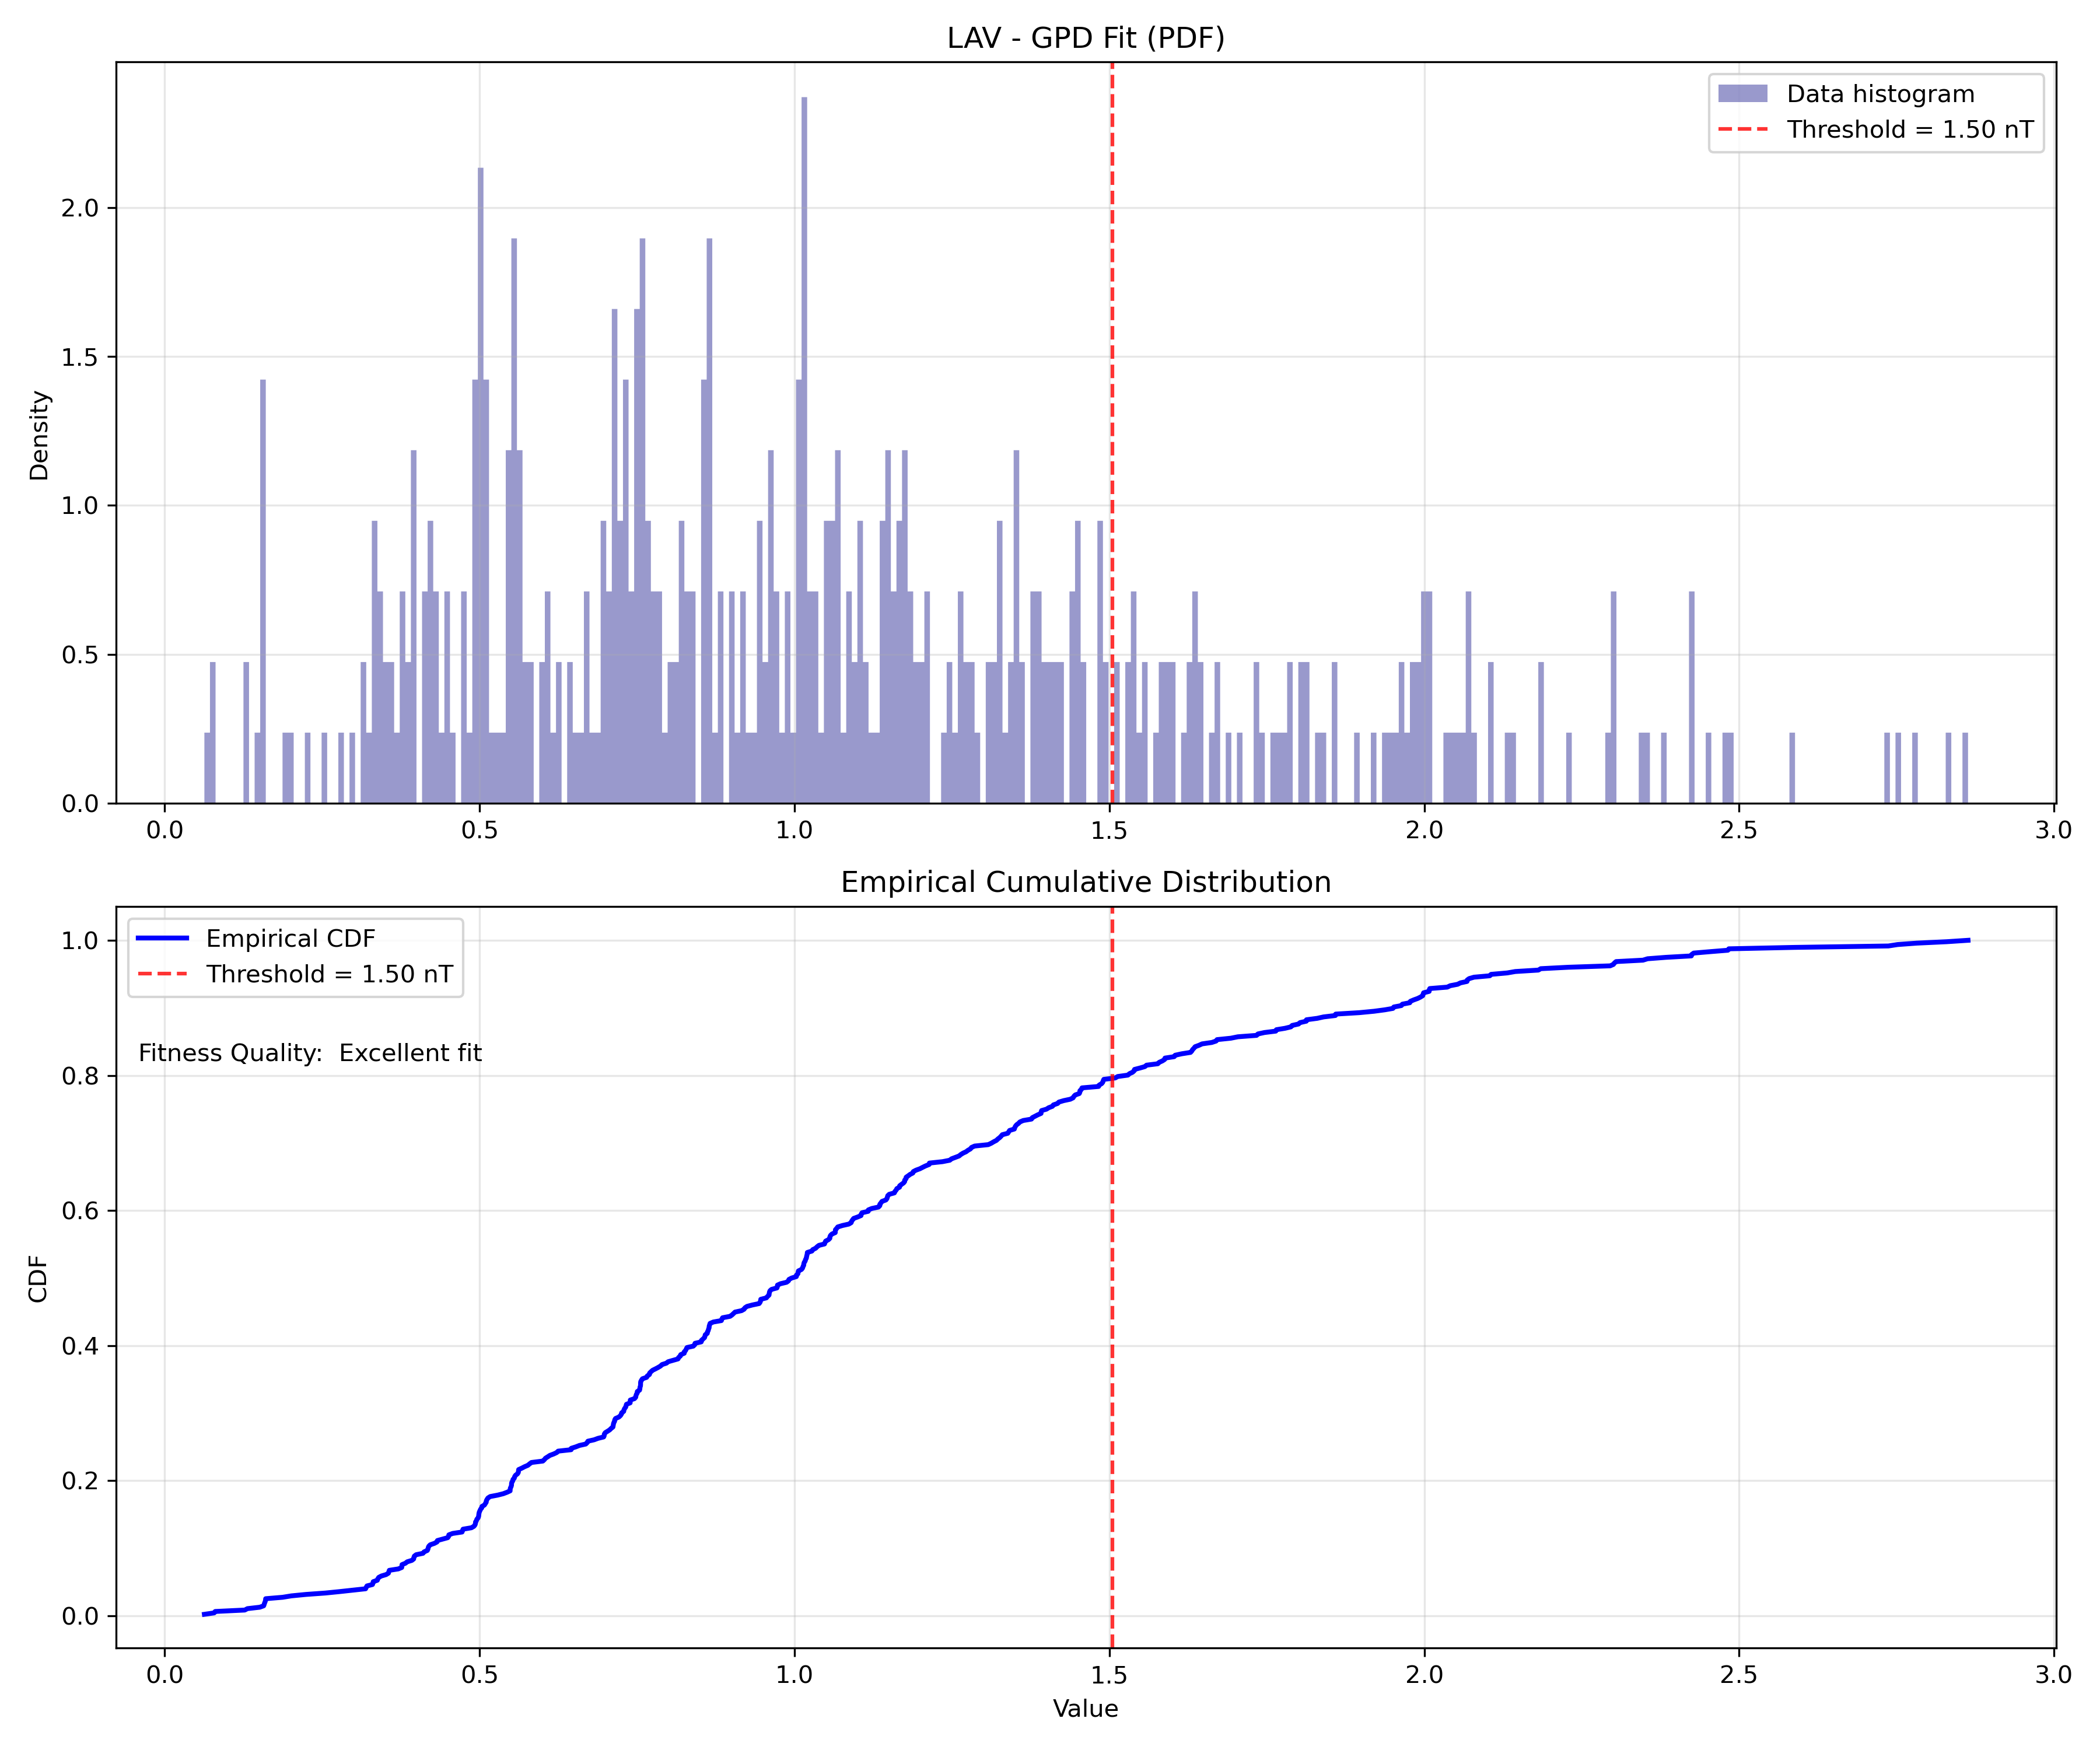 LAV - GPD Fit (PDF)
Data histogram
Threshold = 1.50 nT
Density
2.0
1.5
1.0
0.5
0.0
0.0 0.5 1.0 1.5 2.0 2.5 3.0
Empirical Cumulative Distribution
Empirical CDF
Threshold = 1.50 nT
Fitness Quality:  Excellent fit
CDF
1.0
0.8
0.6
0.4
0.2
0.0
0.0 0.5 1.0 1.5 2.0 2.5 3.0
Value